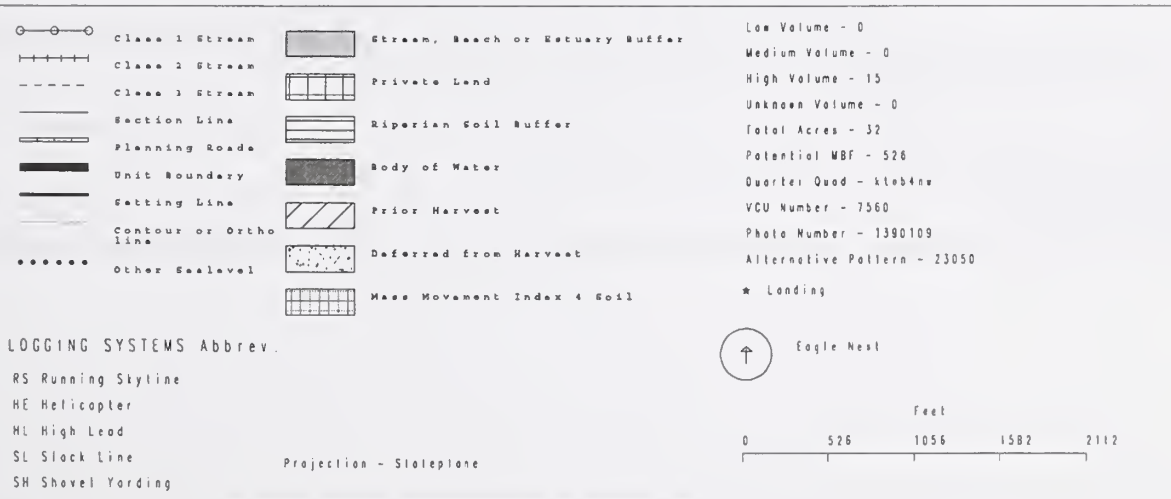 Class 1 Stream
Class 2 Stream
Class 3 Stream
Section Line
Planning Roads
Unit Boundary
Setting Line
Contour or Ortho
line
Other Sealevel
Stream, Beach or Estuary Buffer
Private Land
Riperian Soil Buffer
Body of Water
Prior Harvest
Deferred from Harvest
Mass Movement Index 4 Soil
Low Volume - 0
Medium Volume - 0
High Volume - 15
Unknown Volume - 0
Total Acres - 32
Potential MBF - 526
Quarter Quad - ktnb4nw
VCU Number - 7560
Photo Number - 1390109
Alternative Pattern - 23050
★ Landing
Eagle Nest
LOGGING SYSTEMS Abbrev.
RS Running Skyline
HE Helicopter
HL High Lead
SL Slack Line
SH Shovel Yarding
Projection - Stateplane
Feet
0 526 1056 1582 2112